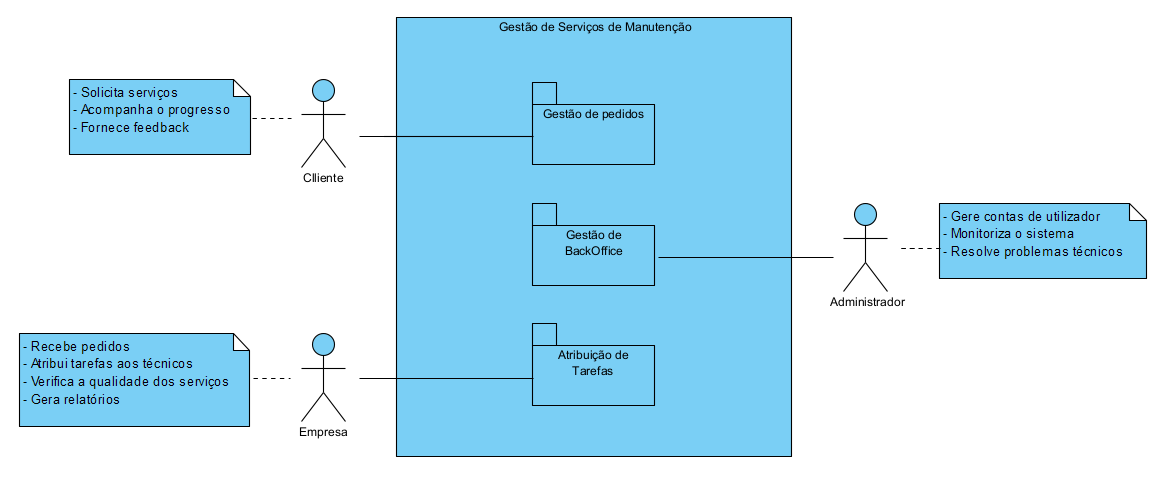 Gestão de Serviços de Manutenção
- Solicita serviços
- Acompanha o progresso
- Fornece feedback
Clliente
Gestão de pedidos
Gestão de
BackOffice
- Gere contas de utilizador
- Monitoriza o sistema
- Resolve problemas técnicos
Administrador
- Recebe pedidos
- Atribui tarefas aos técnicos
- Verifica a qualidade dos serviços
- Gera relatórios
Empresa
Atribuição de
Tarefas